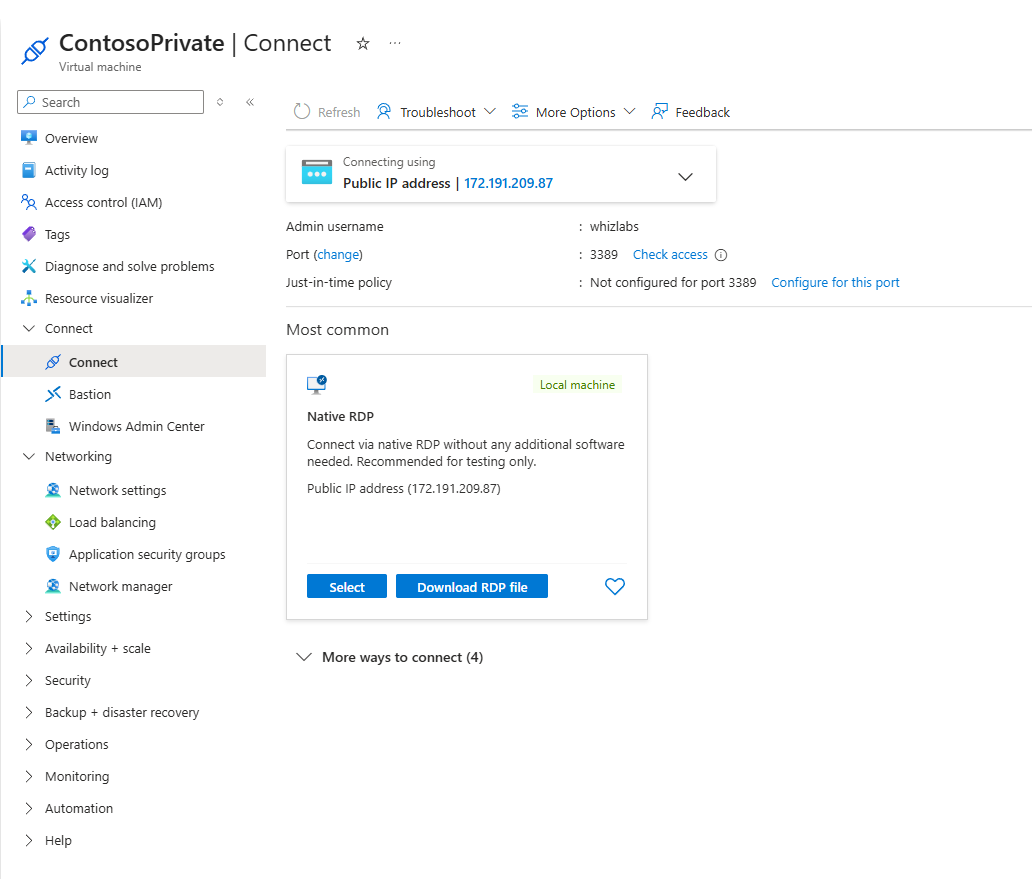 ContosoPrivate | Connect
Virtual machine
Search
Refresh
Troubleshoot
More Options
Feedback
Overview
Activity log
Access control (IAM)
Tags
Diagnose and solve problems
Resource visualizer
Connect
Connect
Bastion
Windows Admin Center
Networking
Network settings
Load balancing
Application security groups
Network manager
Settings
Availability + scale
Security
Backup + disaster recovery
Operations
Monitoring
Automation
Help
Connecting using
Public IP address | 172.191.209.87
Admin username : whizlabs
Port (change) : 3389 Check access
Just-in-time policy : Not configured for port 3389 Configure for this port
Most common
Local machine
Native RDP
Connect via native RDP without any additional software
needed. Recommended for testing only.
Public IP address (172.191.209.87)
Select
Download RDP file
More ways to connect (4)